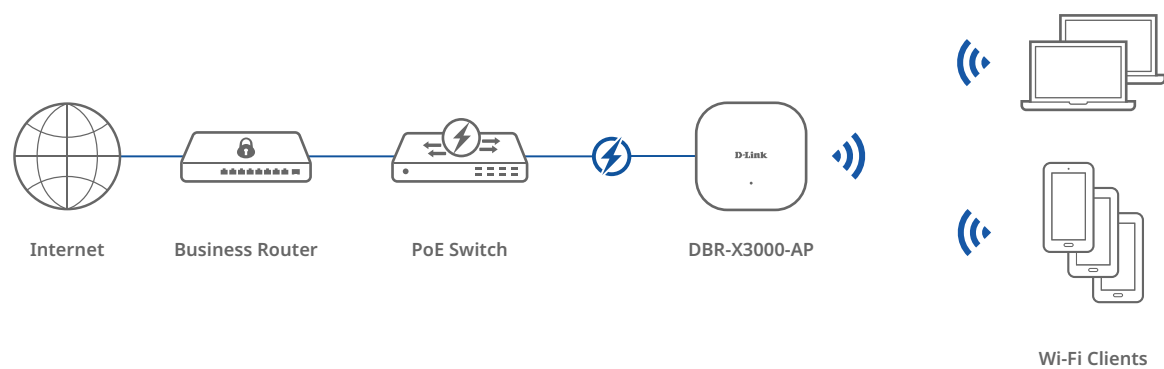 D-Link
Internet
Business Router
PoE Switch
DBR-X3000-AP
Wi-Fi Clients